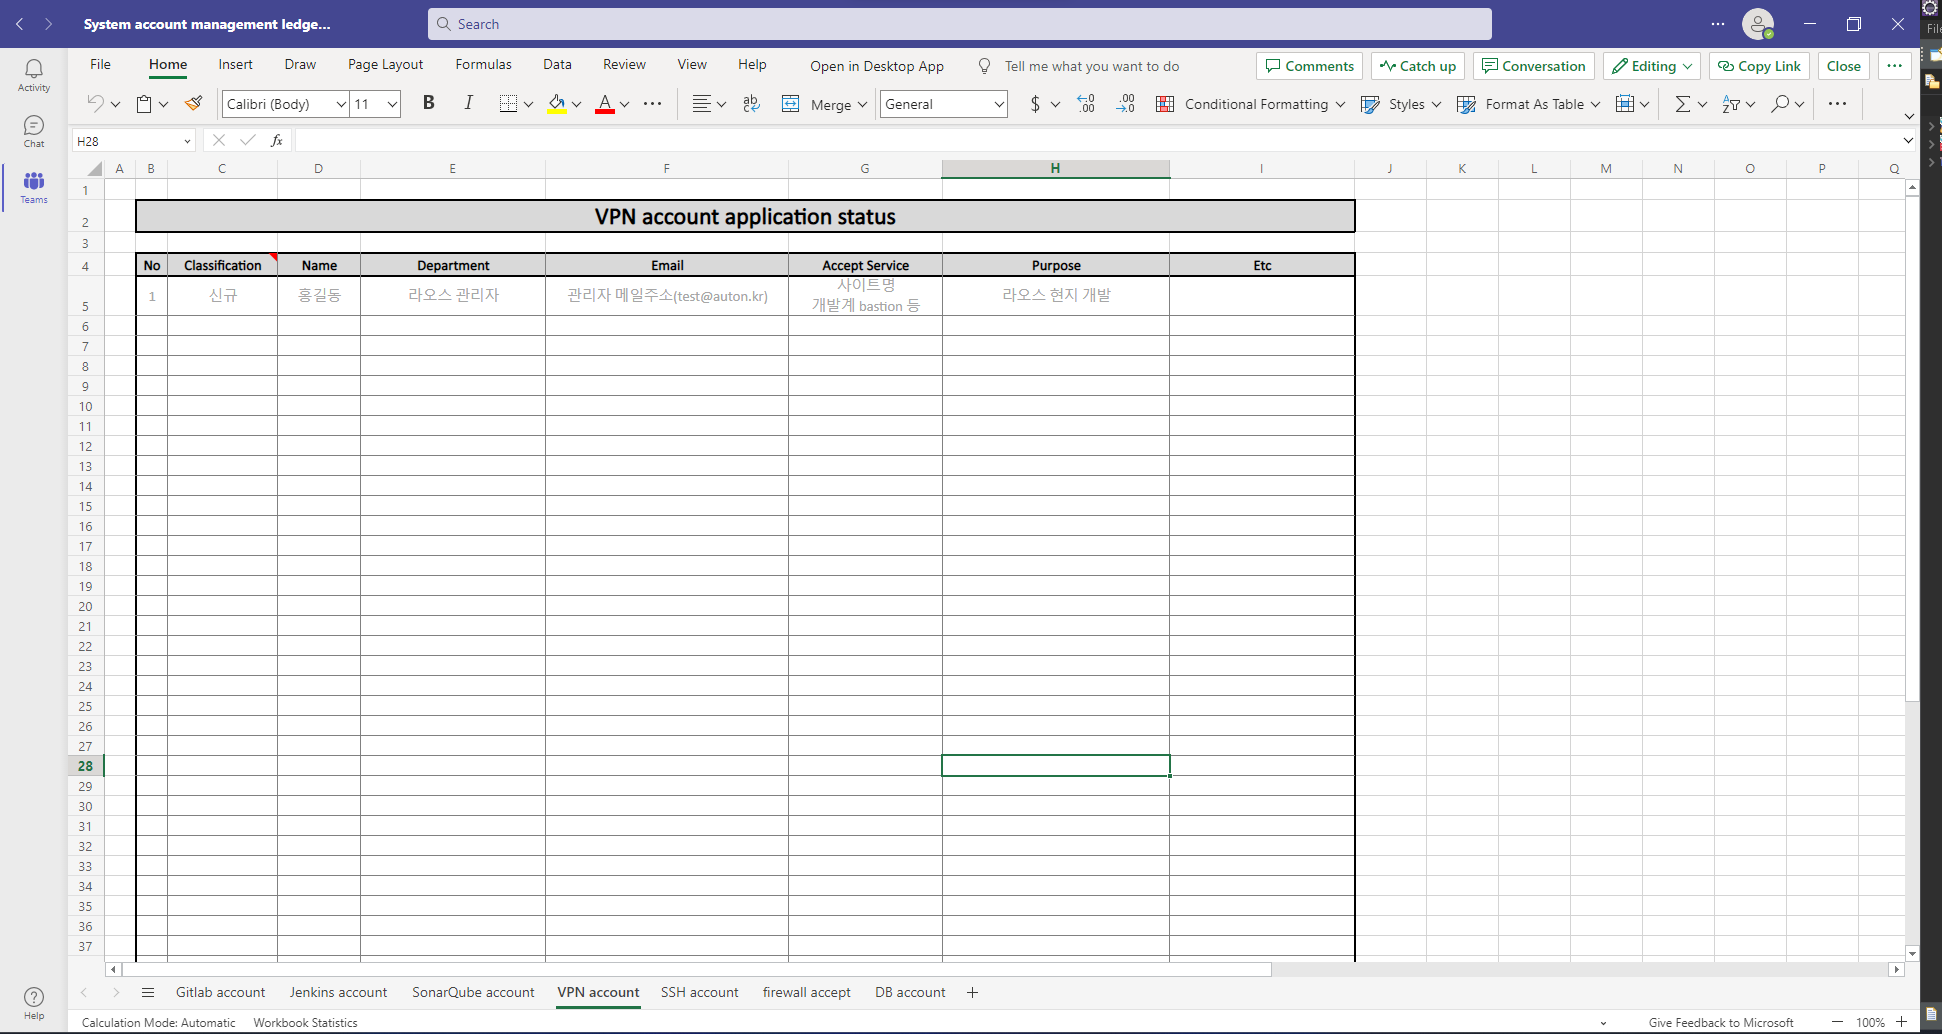 System account management ledge...
Search
File
Activity
Chat
Teams
Help
File Home Insert Draw Page Layout Formulas Data Review View Help Open in Desktop App Tell me what you want to do Comments Catch up Conversation Editing Copy Link Close
Calibri (Body) 11 B I A ab Merge General $ Conditional Formatting Styles Format As Table
H28 fx
A B C D E F G H I J K L M N O P Q
1
2 VPN account application status
3
4 No Classification Name Department Email Accept Service Purpose Etc
5 1 신규 홍길동 라오스 관리자 관리자 메일주소(test@auton.kr) 사이트명 라오스 현지 개발
개발계 bastion 등
6
7
8
9
10
11
12
13
14
15
16
17
18
19
20
21
22
23
24
25
26
27
28
29
30
31
32
33
34
35
36
37
Gitlab account Jenkins account SonarQube account VPN account SSH account firewall accept DB account
Calculation Mode: Automatic Workbook Statistics Give Feedback to Microsoft 100%